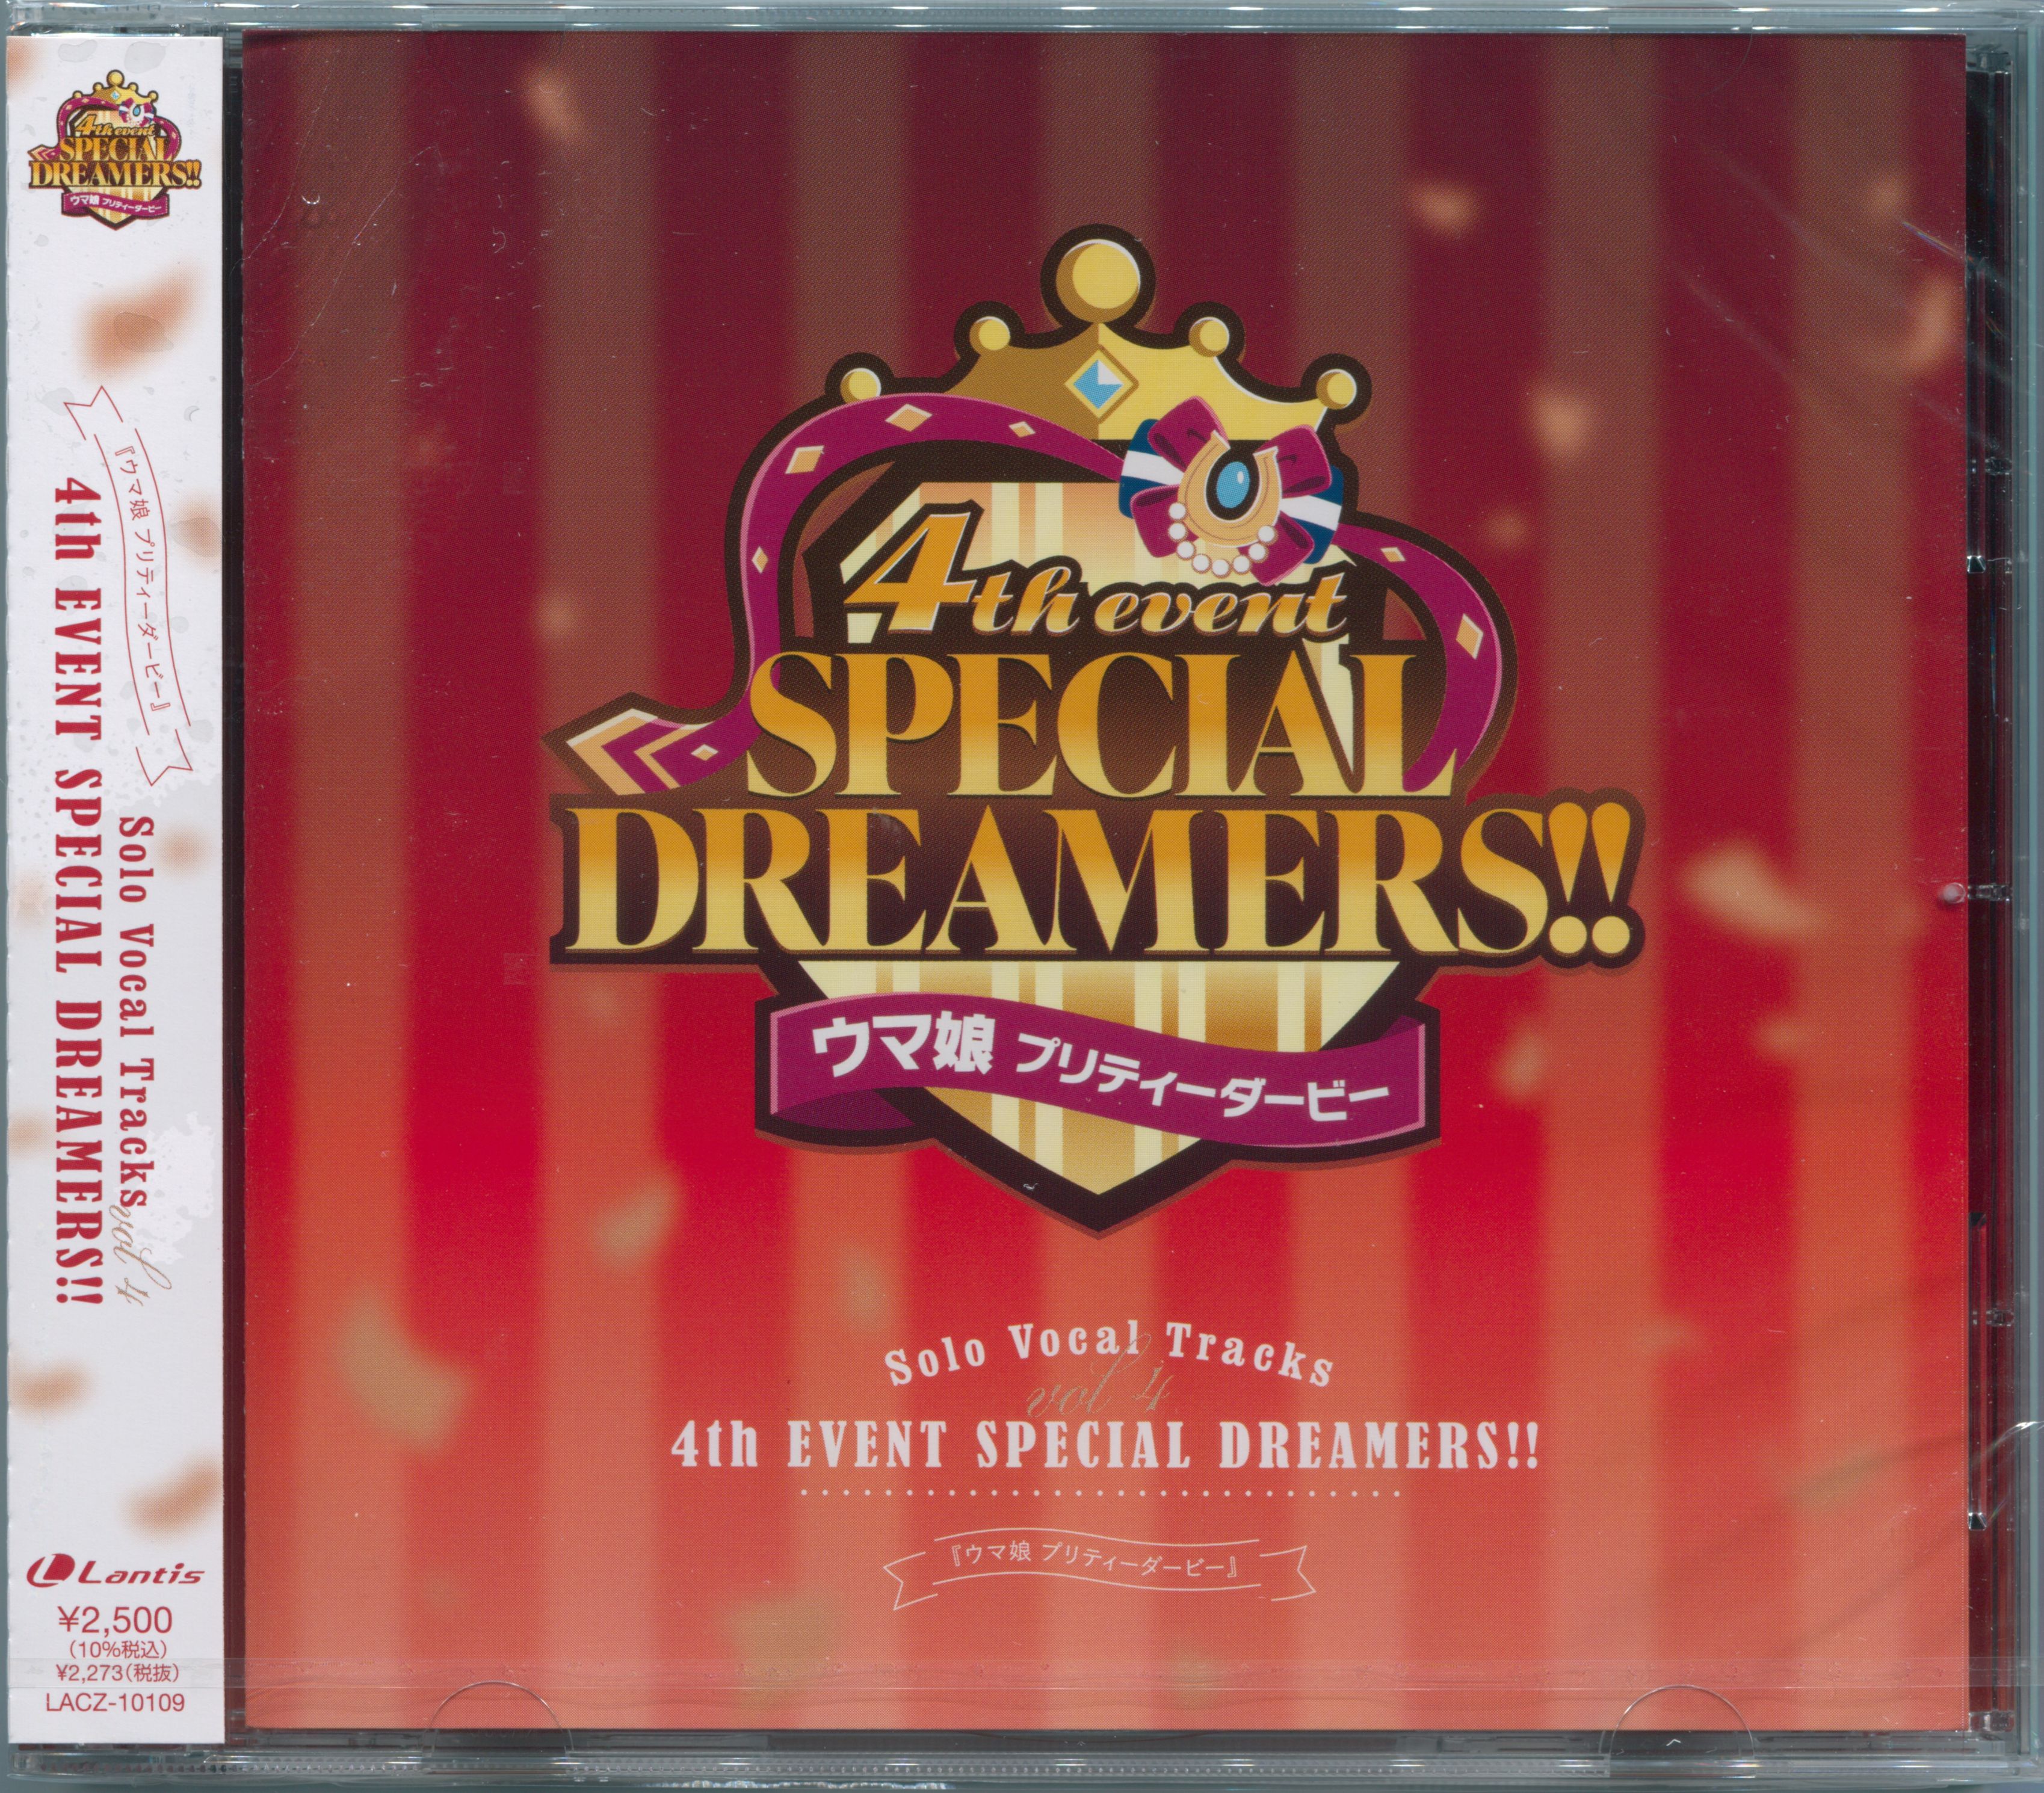 4th event
SPECIAL
DREAMERS!!
ウマ娘 プリティーダービー
『ウマ娘 プリティーダービー』
Solo Vocal Tracks
vol 4
4th EVENT SPECIAL DREAMERS!!
Lantis
¥2,500
(10%税込)
¥2,273(税抜)
LACZ-10109
4th event
SPECIAL
DREAMERS!!
ウマ娘 プリティーダービー
Solo Vocal Tracks
vol 4
4th EVENT SPECIAL DREAMERS!!
『ウマ娘 プリティーダービー』